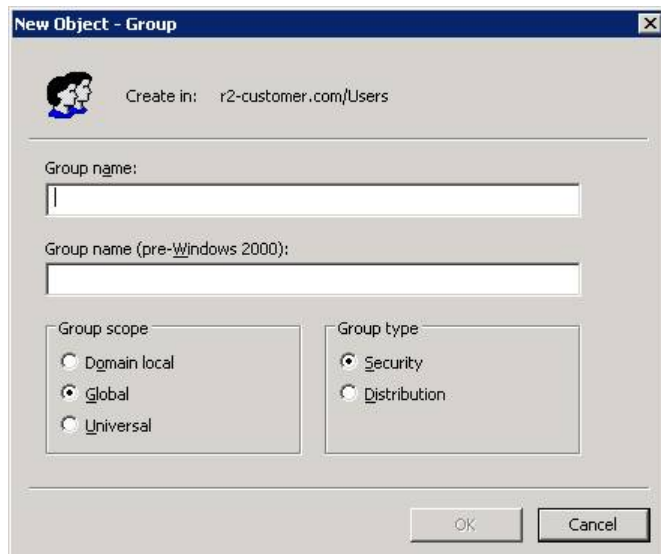 New Object - Group
Create in: r2-customer.com/Users
Group name:
Group name (pre-Windows 2000):
Group scope
Domain local
Global
Universal
Group type
Security
Distribution
OK
Cancel